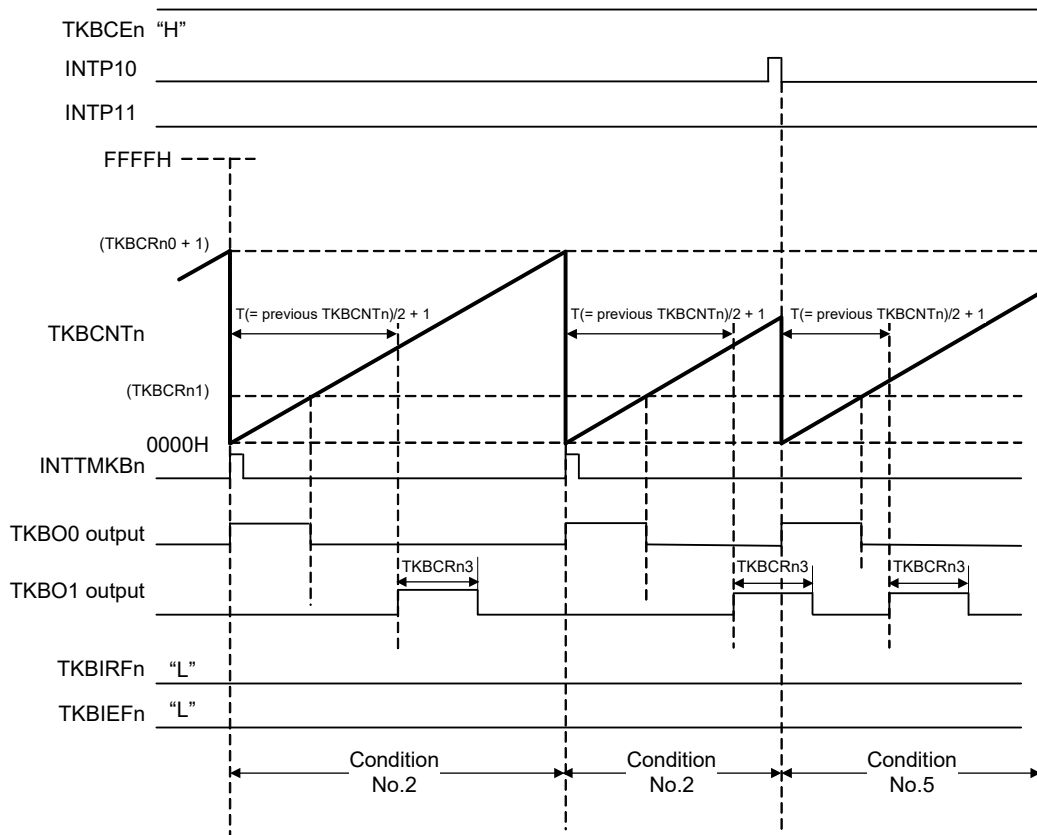 TKBCEn “H”
INTP10
INTP11
FFFFH
(TKBCRn0 + 1)
T(= previous TKBCNTn)/2 + 1
T(= previous TKBCNTn)/2 + 1
T(= previous TKBCNTn)/2 + 1
TKBCNTn
(TKBCRn1)
0000H
INTTMKBn
TKBO0 output
TKBCRn3
TKBCRn3
TKBCRn3
TKBO1 output
TKBIRFn “L”
TKBIEFn “L”
Condition
No.2
Condition
No.2
Condition
No.5